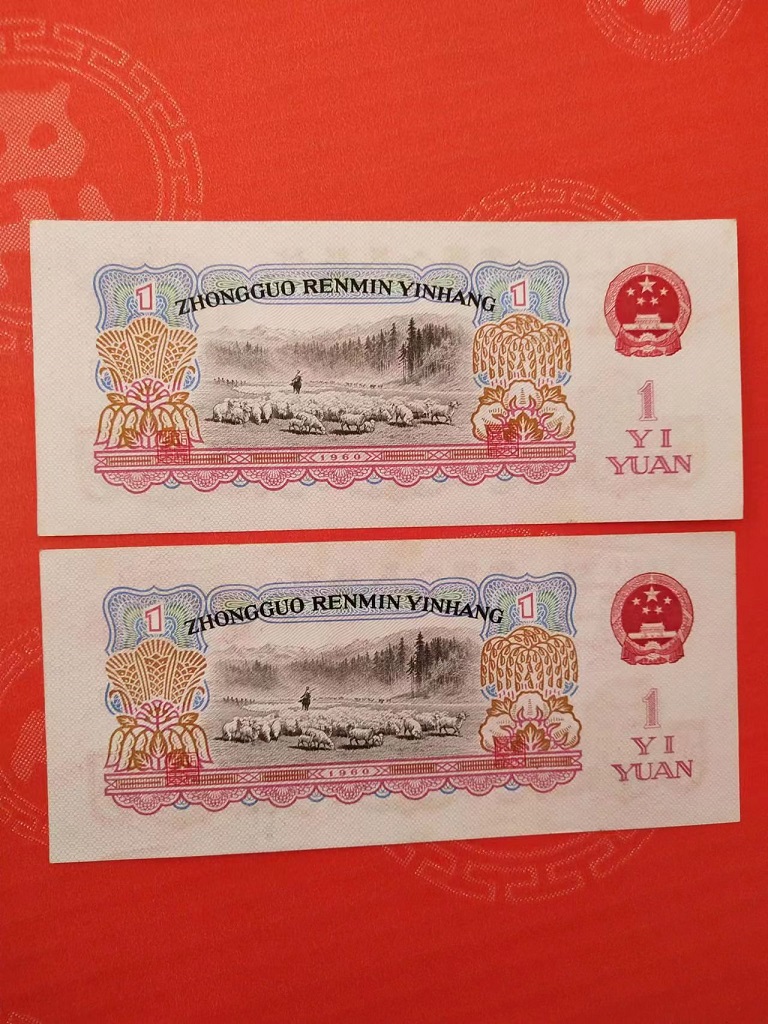 1 ZHONGGUO RENMIN YINHANG 1
1960
1
YI
YUAN
1 ZHONGGUO RENMIN YINHANG 1
1960
1
YI
YUAN